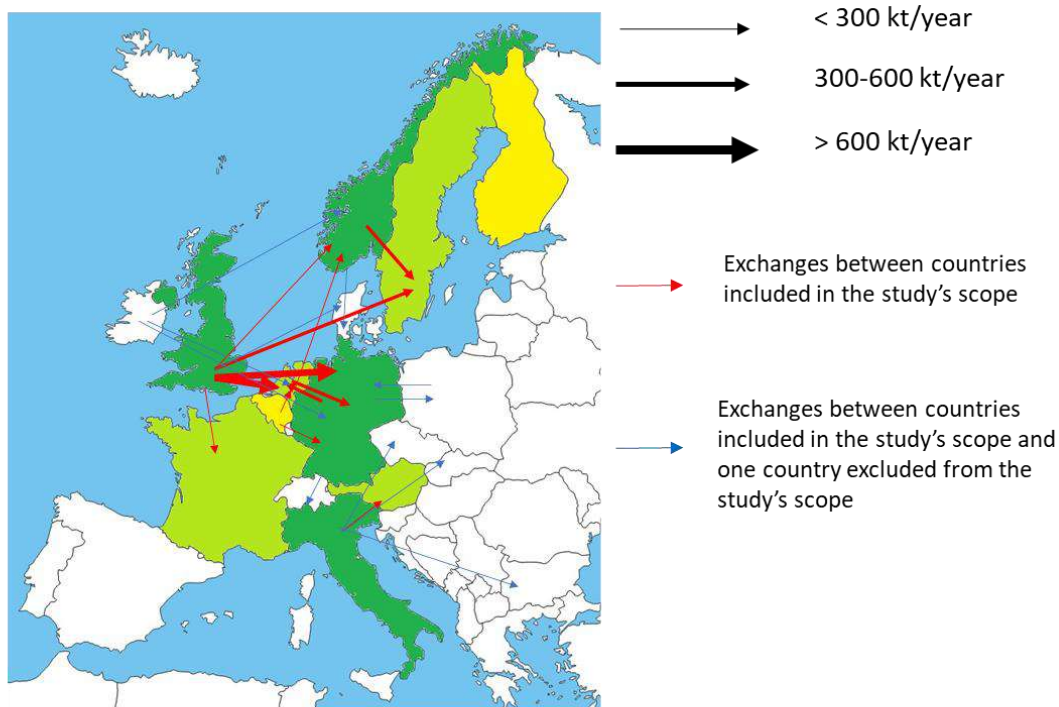 < 300 kt/year
300-600 kt/year
> 600 kt/year
Exchanges between countries
included in the study’s scope
Exchanges between countries
included in the study’s scope and
one country excluded from the
study’s scope